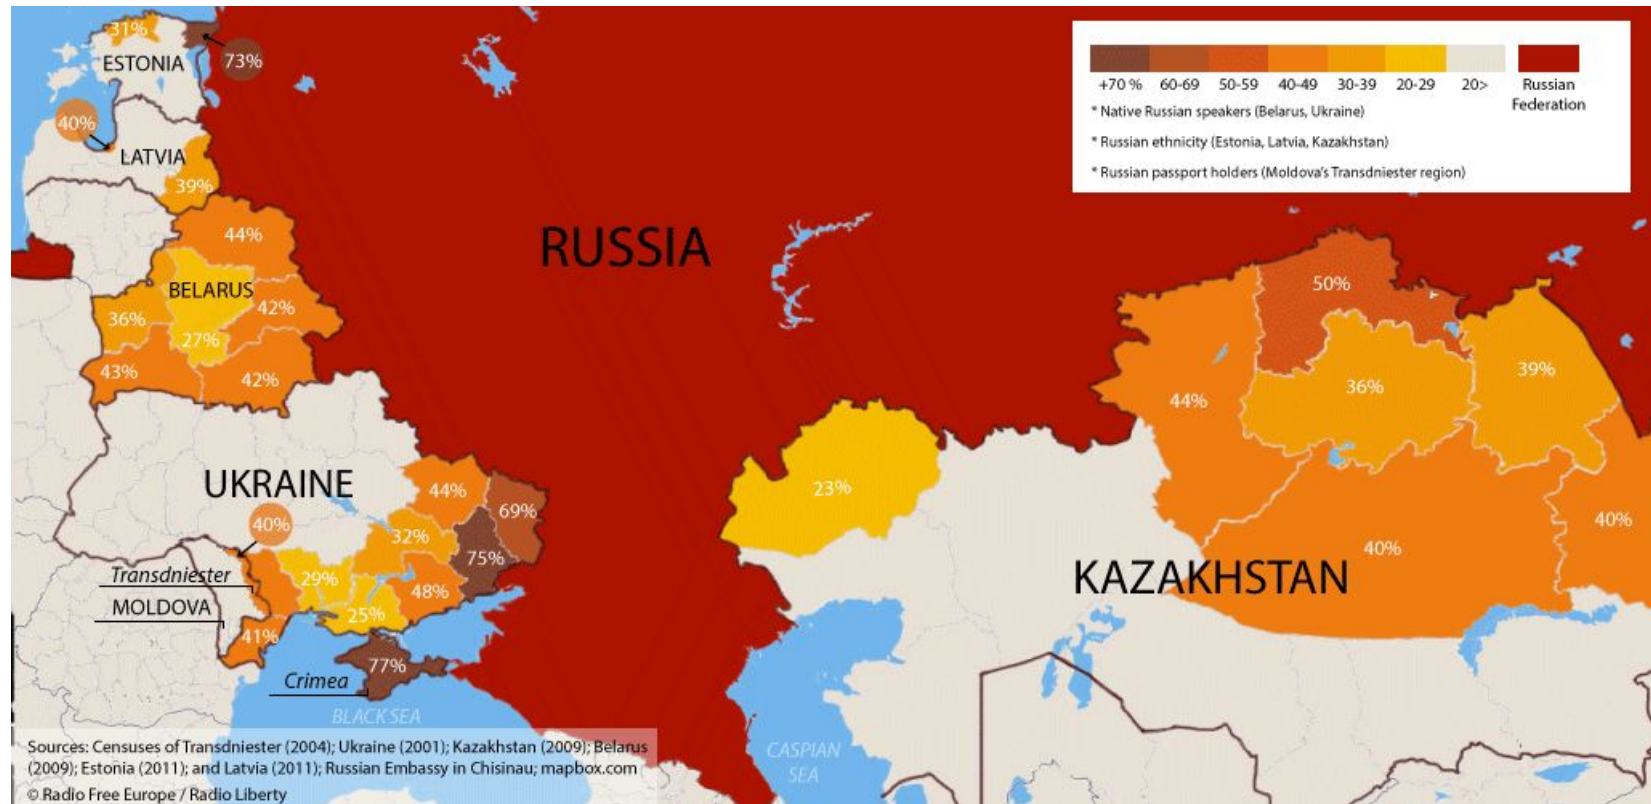 31%
ESTONIA
73%
40%
LATVIA
39%
44%
BELARUS
36%
42%
27%
43%
42%
RUSSIA
+70 %
60-69
50-59
40-49
30-39
20-29
20>
Russian
Federation
* Native Russian speakers (Belarus, Ukraine)
* Russian ethnicity (Estonia, Latvia, Kazakhstan)
* Russian passport holders (Moldova's Transdniester region)
50%
39%
36%
44%
23%
40%
40%
KAZAKHSTAN
UKRAINE
44%
69%
40%
32%
75%
Transdniester
29%
48%
MOLDOVA
25%
41%
77%
Crimea
BLACK SEA
CASPIAN
SEA
Sources: Censuses of Transdniester (2004); Ukraine (2001); Kazakhstan (2009); Belarus
(2009); Estonia (2011); and Latvia (2011); Russian Embassy in Chisinau; mapbox.com
© Radio Free Europe / Radio Liberty